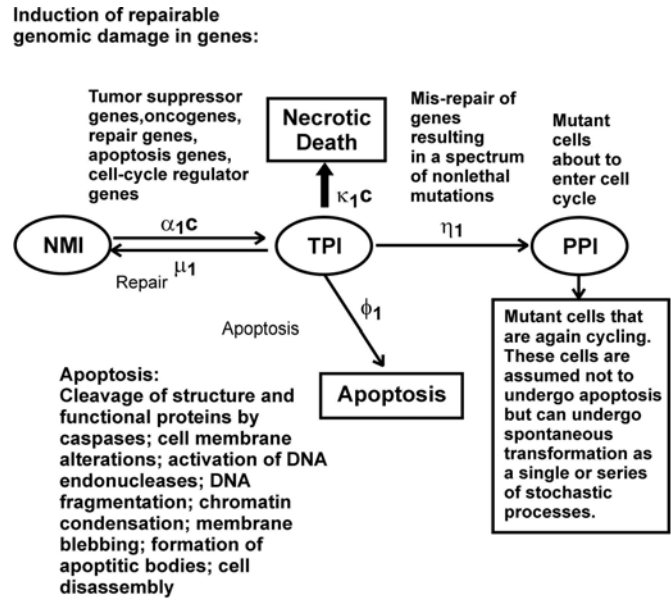 Induction of repairable
genomic damage in genes:
Tumor suppressor
genes,oncogenes,
repair genes,
apoptosis genes,
cell-cycle regulator
genes
Necrotic
Death
Mis-repair of
genes
resulting
in a spectrum
of nonlethal
mutations
Mutant
cells
about to
enter cell
cycle
κ₁c
NMI
α₁c
TPI
η₁
PPI
Repair
μ₁
Apoptosis
ϕ₁
Apoptosis
Mutant cells that
are again cycling.
These cells are
assumed not to
undergo apoptosis
but can undergo
spontaneous
transformation as
a single or series
of stochastic
processes.
Apoptosis:
Cleavage of structure and
functional proteins by
caspases; cell membrane
alterations; activation of DNA
endonucleases; DNA
fragmentation; chromatin
condensation; membrane
blebbing; formation of
apoptitic bodies; cell
disassembly